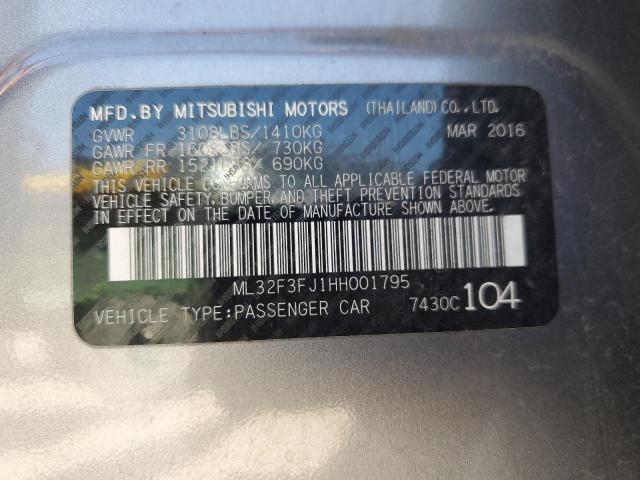 MFD.BY MITSUBISHI MOTORS (THAILAND) CO.,LTD.
GVWR 3108LBS/1410KG MAR 2016
GAWR FR 730KG
GAWR RR 690KG
THIS VEHICLE CONFORMS TO ALL APPLICABLE FEDERAL MOTOR
VEHICLE SAFETY, BUMPER AND THEFT PREVENTION STANDARDS
IN EFFECT ON THE DATE OF MANUFACTURE SHOWN ABOVE.
ML32F3FJ1HH001795
VEHICLE TYPE:PASSENGER CAR 7430C 104